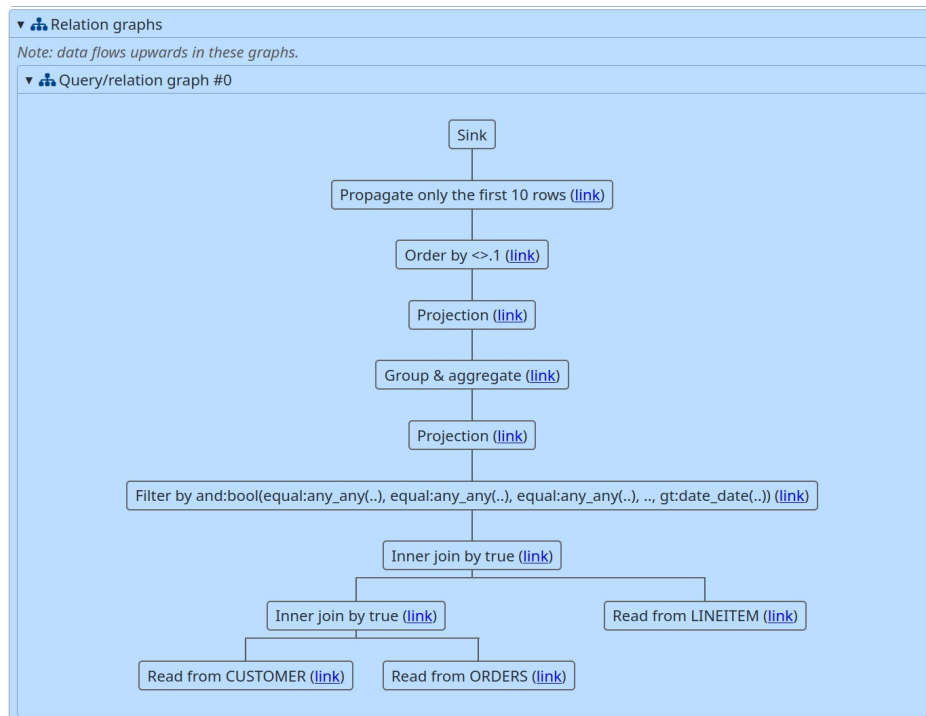 Relation graphs
Note: data flows upwards in these graphs.
Query/relation graph #0
Sink
Propagate only the first 10 rows (link)
Order by <>.1 (link)
Projection (link)
Group & aggregate (link)
Projection (link)
Filter by and:bool(equal:any_any(..), equal:any_any(..), equal:any_any(..), .., gt:date_date(..)) (link)
Inner join by true (link)
Inner join by true (link)
Read from LINEITEM (link)
Read from CUSTOMER (link)
Read from ORDERS (link)